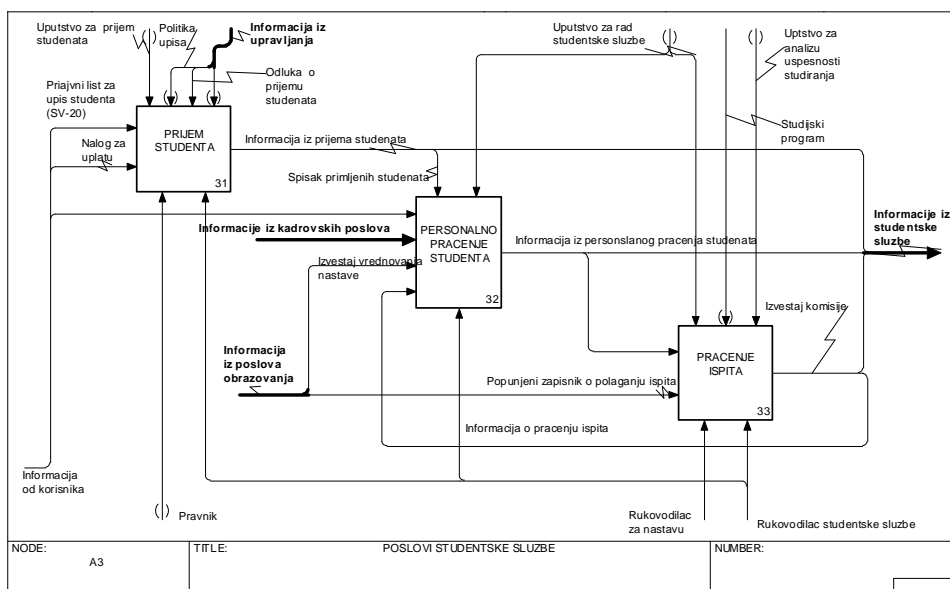 Uputstvo za prijem
studenata
Politika
upisa
Informacija iz
upravljanja
Odluka o
prijemu
studenata
Uputstvo za rad
studentske sluzbe
Uptstvo za
analizu
uspesnosti
studiranja
Priajvni list za
upis studenta
(SV-20)
Nalog za
uplatu
PRIJEM
STUDENTA
31
Informacija iz prijema studenata
Spisak primljenih studenata
Studijski
program
Informacije iz kadrovskih poslova
Izvestaj vrednovanja
nastave
PERSONALNO
PRACENJE
STUDENTA
32
Informacija iz personslanog pracenja studenata
Informacije iz
studentske
sluzbe
Izvestaj komisije
Informacija
iz poslova
obrazovanja
Popunjeni zapisnik o polaganju ispita
PRACENJE
ISPITA
33
Informacija o pracenju ispita
Informacija
od korisnika
Pravnik
Rukovodilac
za nastavu
Rukovodilac studentske sluzbe
NODE:
A3
TITLE:
POSLOVI STUDENTSKE SLUZBE
NUMBER: